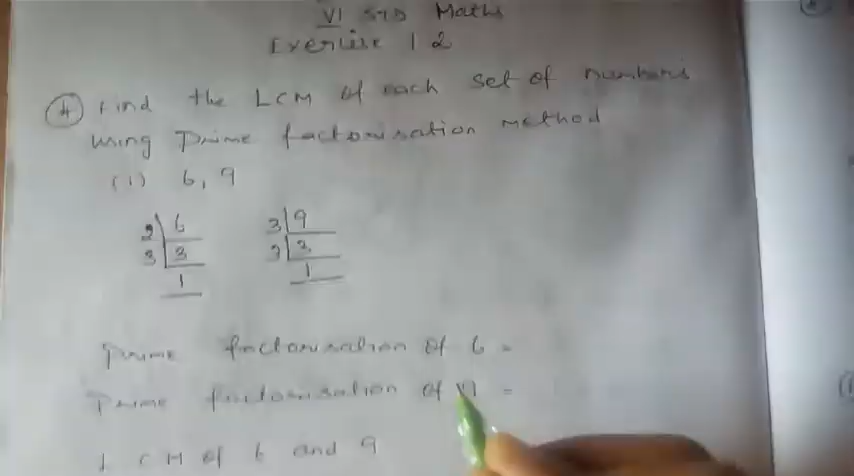 VI STD Maths
Exercise 1 2
(4) Find the LCM of each set of numbers
using Prime factorisation method
(i) 6, 9
2 6 3 9
3 3 3 3
1 1
Prime factorisation of 6 =
Prime factorisation of =
L C M of 6 and 9